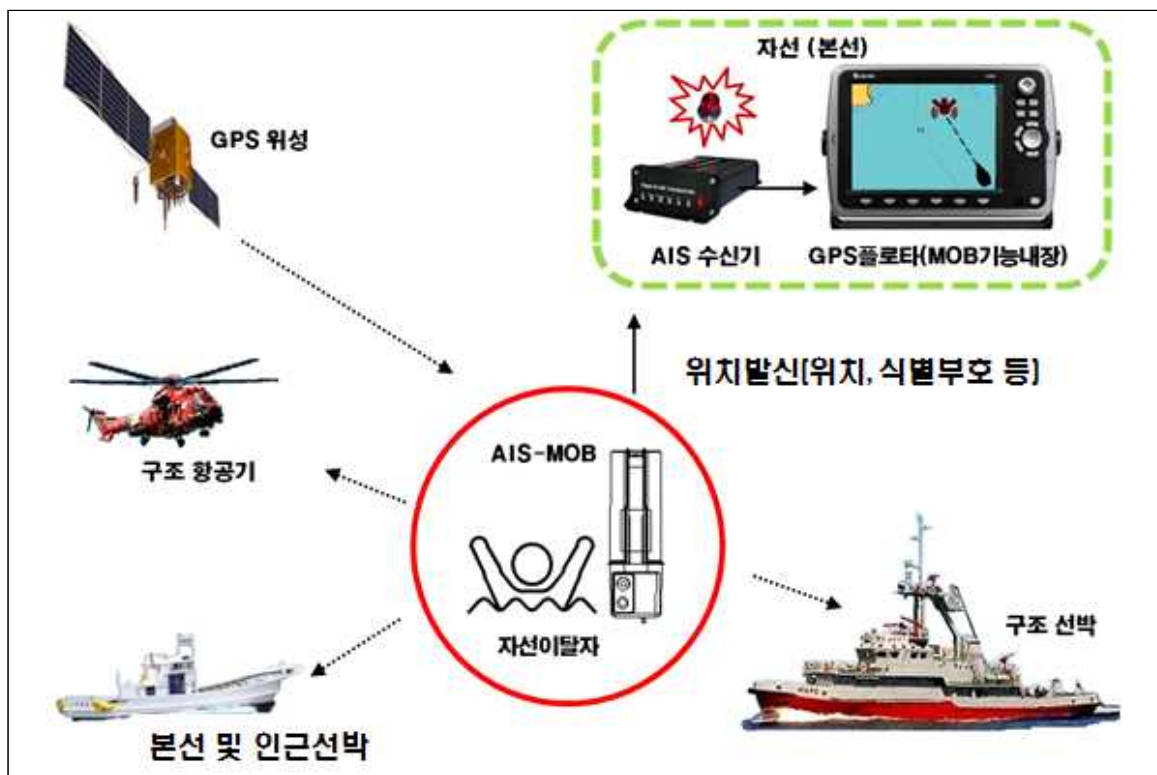 자선 (본선)
GPS 위성
AIS 수신기
GPS플로타(MOB기능내장)
위치발신(위치, 식별부호 등)
AIS-MOB
구조 항공기
자선이탈자
구조 선박
본선 및 인근선박